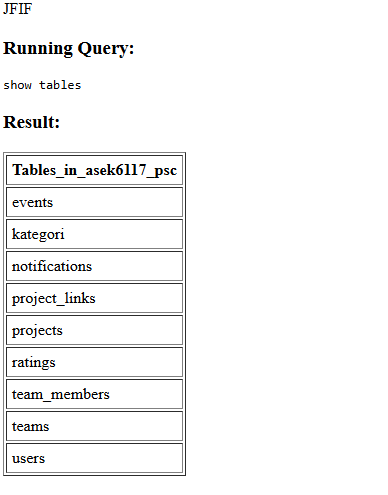 JFIF
Running Query:
show tables
Result:
Tables_in_asek6117_psc
events
kategori
notifications
project_links
projects
ratings
team_members
teams
users